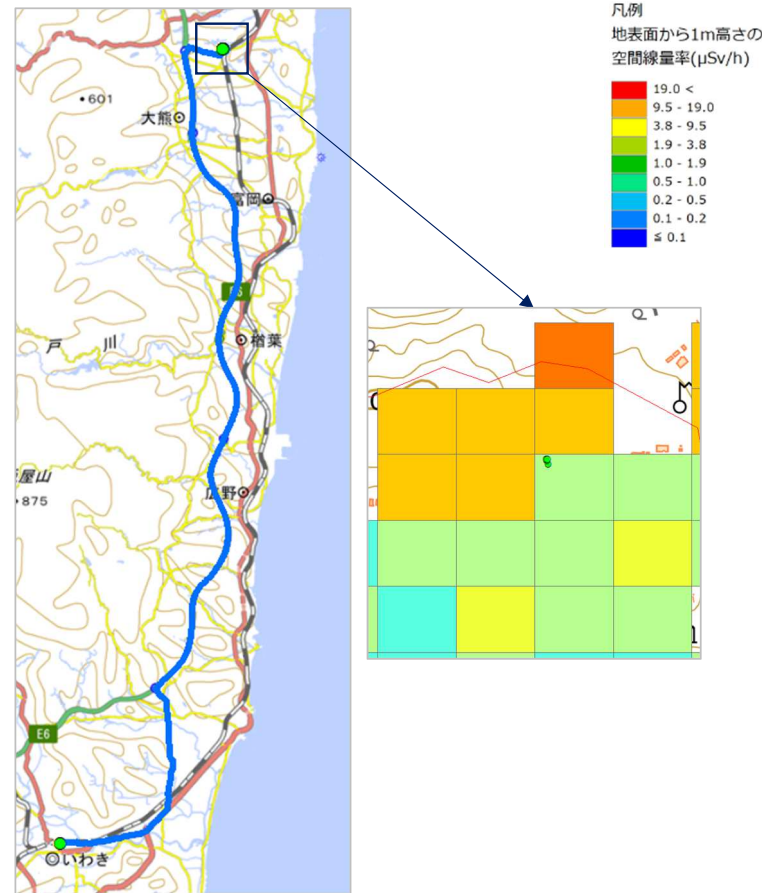 凡例
地表面から1m高さの
空間線量率(μSv/h)
19.0 <
9.5 - 19.0
3.8 - 9.5
1.9 - 3.8
1.0 - 1.9
0.5 - 1.0
0.2 - 0.5
0.1 - 0.2
≦ 0.1
•601
大熊
富岡
楢葉
戸 川
屋山
•875
広野
E6
いわき